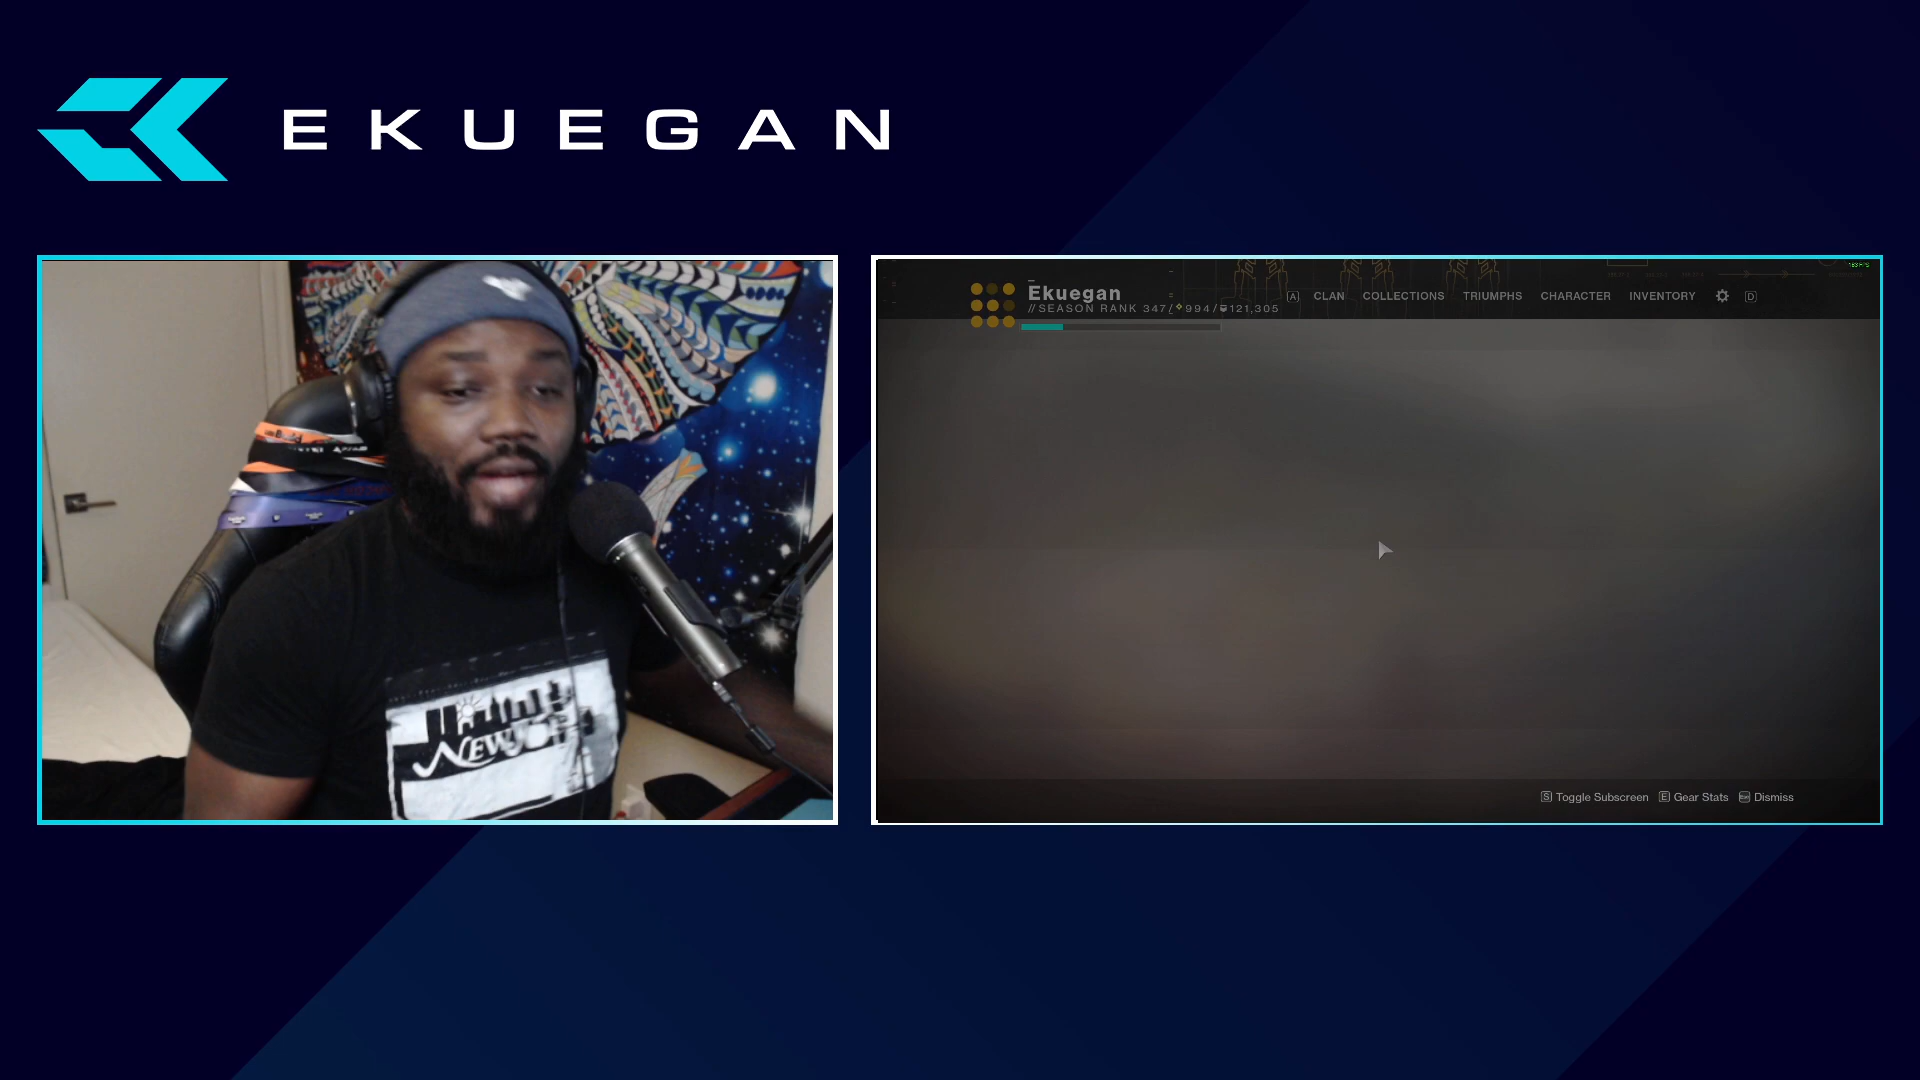 EKUEGAN
Ekuegan
//SEASON RANK 347/ 994/ 121,305
A CLAN COLLECTIONS TRIUMPHS CHARACTER INVENTORY D
NEW
S Toggle Subscreen E Gear Stats Dismiss